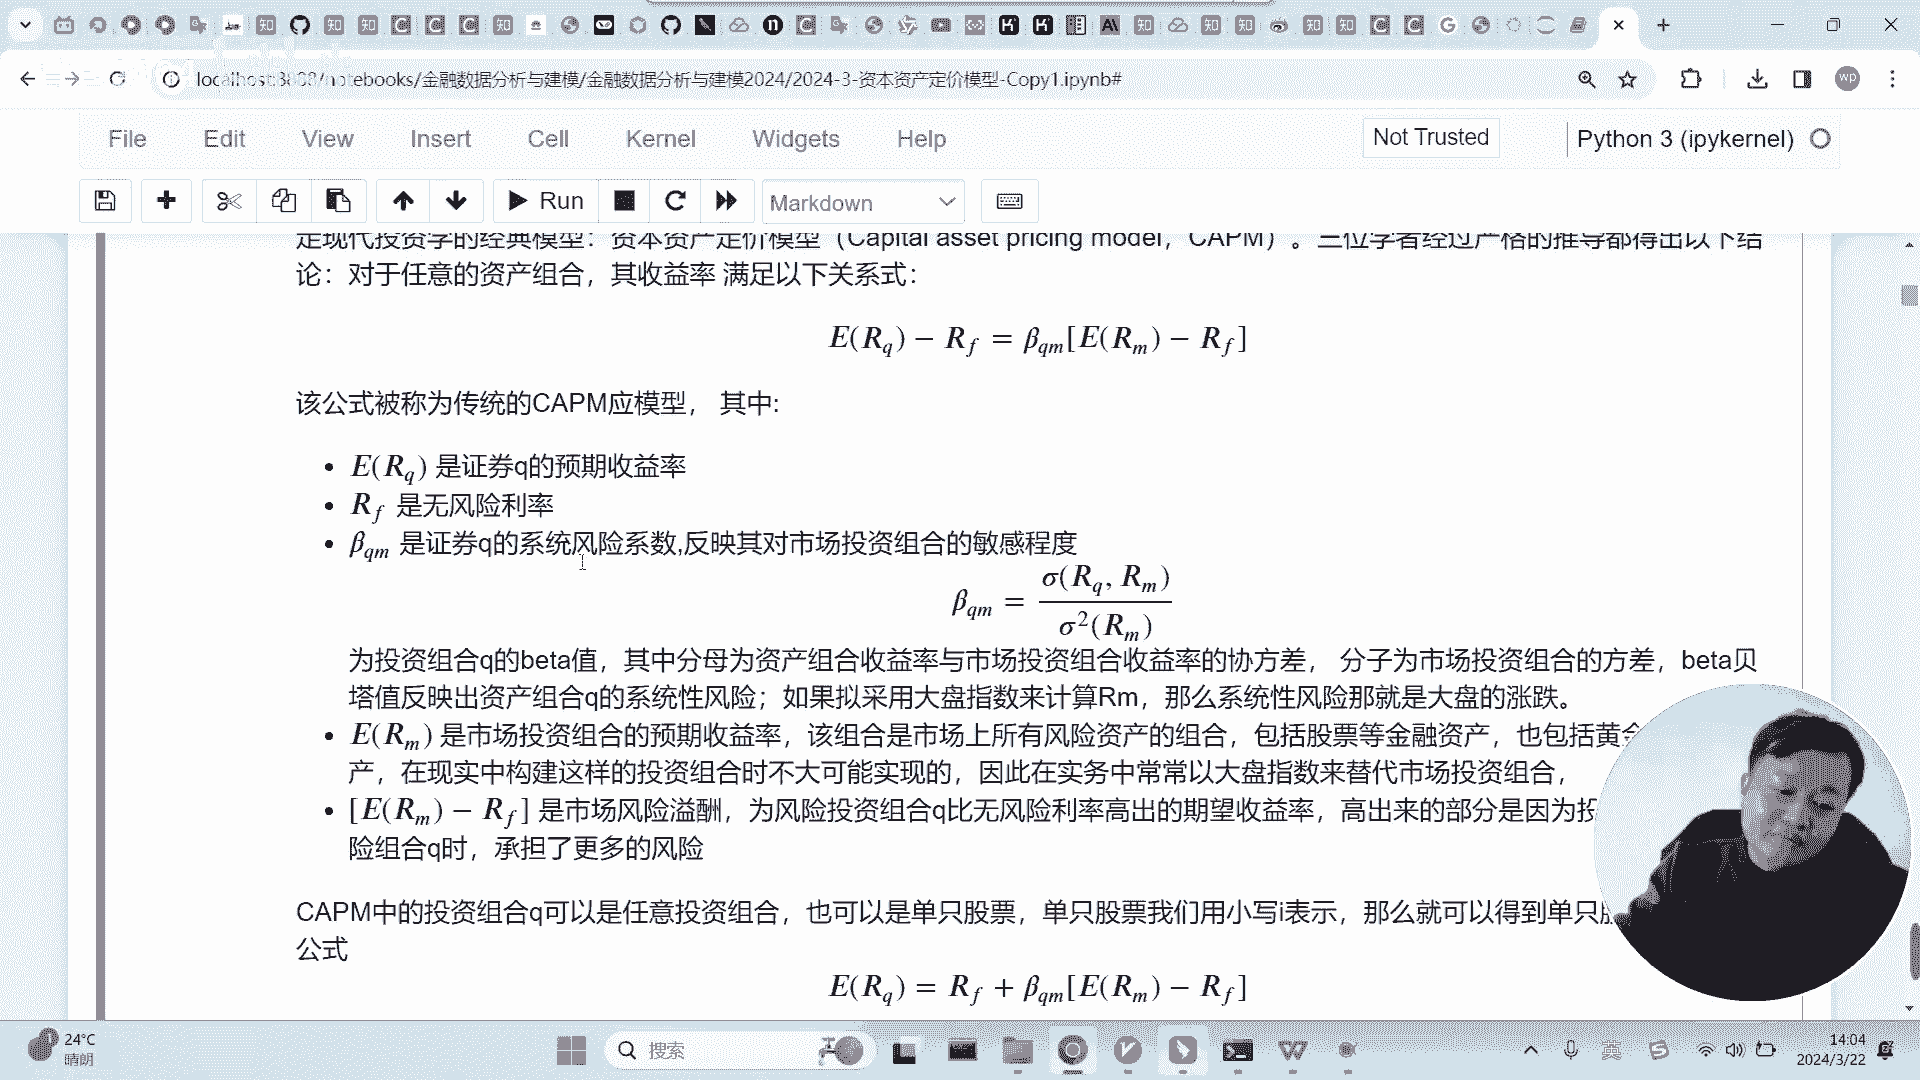 localhost:8888/notebooks/金融数据分析与建模/金融数据分析与建模2024/2024-3-资本资产定价模型-Copy1.ipynb#
wp
File Edit View Insert Cell Kernel Widgets Help
Not Trusted
Python 3 (ipykernel)
Run
Markdown
是现代投资学的经典模型：资本资产定价模型（Capital asset pricing model，CAPM）。三位学者经过严格的推导都得出以下结
论：对于任意的资产组合，其收益率 满足以下关系式：
E(R_q) − R_f = β_qm[E(R_m) − R_f]
该公式被称为传统的CAPM应模型， 其中:
• E(R_q) 是证券q的预期收益率
• R_f 是无风险利率
• β_qm 是证券q的系统风险系数,反映其对市场投资组合的敏感程度
β_qm = σ(R_q, R_m) / σ²(R_m)
为投资组合q的beta值，其中分母为资产组合收益率与市场投资组合收益率的协方差， 分子为市场投资组合的方差，beta贝
塔值反映出资产组合q的系统性风险；如果拟采用大盘指数来计算Rm，那么系统性风险那就是大盘的涨跌。
• E(R_m) 是市场投资组合的预期收益率，该组合是市场上所有风险资产的组合，包括股票等金融资产，也包括黄金
产，在现实中构建这样的投资组合时不大可能实现的，因此在实务中常常以大盘指数来替代市场投资组合，
• [E(R_m) − R_f] 是市场风险溢酬，为风险投资组合q比无风险利率高出的期望收益率，高出来的部分是因为投
险组合q时，承担了更多的风险
CAPM中的投资组合q可以是任意投资组合，也可以是单只股票，单只股票我们用小写i表示，那么就可以得到单只股
公式
E(R_q) = R_f + β_qm[E(R_m) − R_f]
24°C
晴朗
搜索
英
14:04
2024/3/22